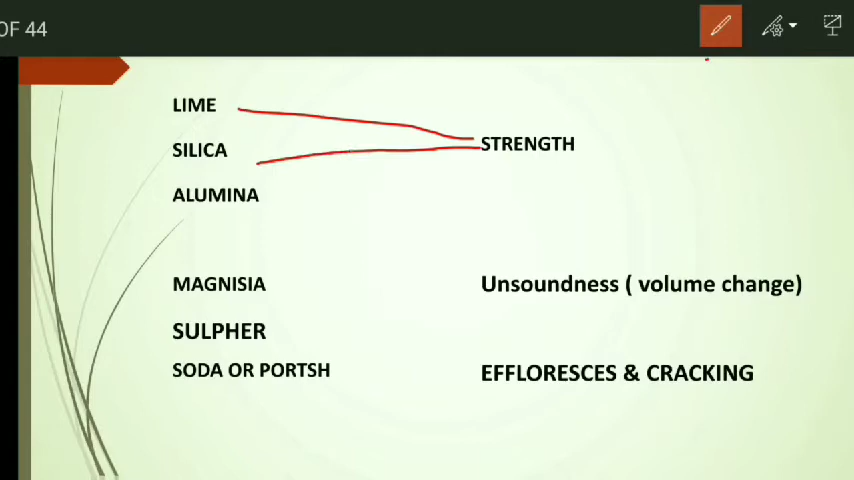 OF 44
LIME
SILICA
STRENGTH
ALUMINA
MAGNISIA
Unsoundness ( volume change)
SULPHER
SODA OR PORTSH
EFFLORESCES & CRACKING